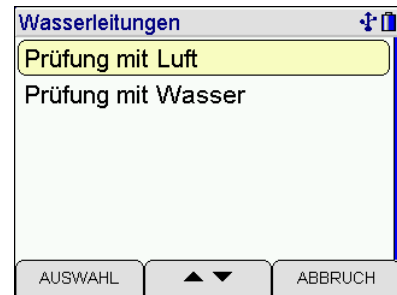 Wasserleitungen
Prüfung mit Luft
Prüfung mit Wasser
AUSWAHL ▲ ▼ ABBRUCH